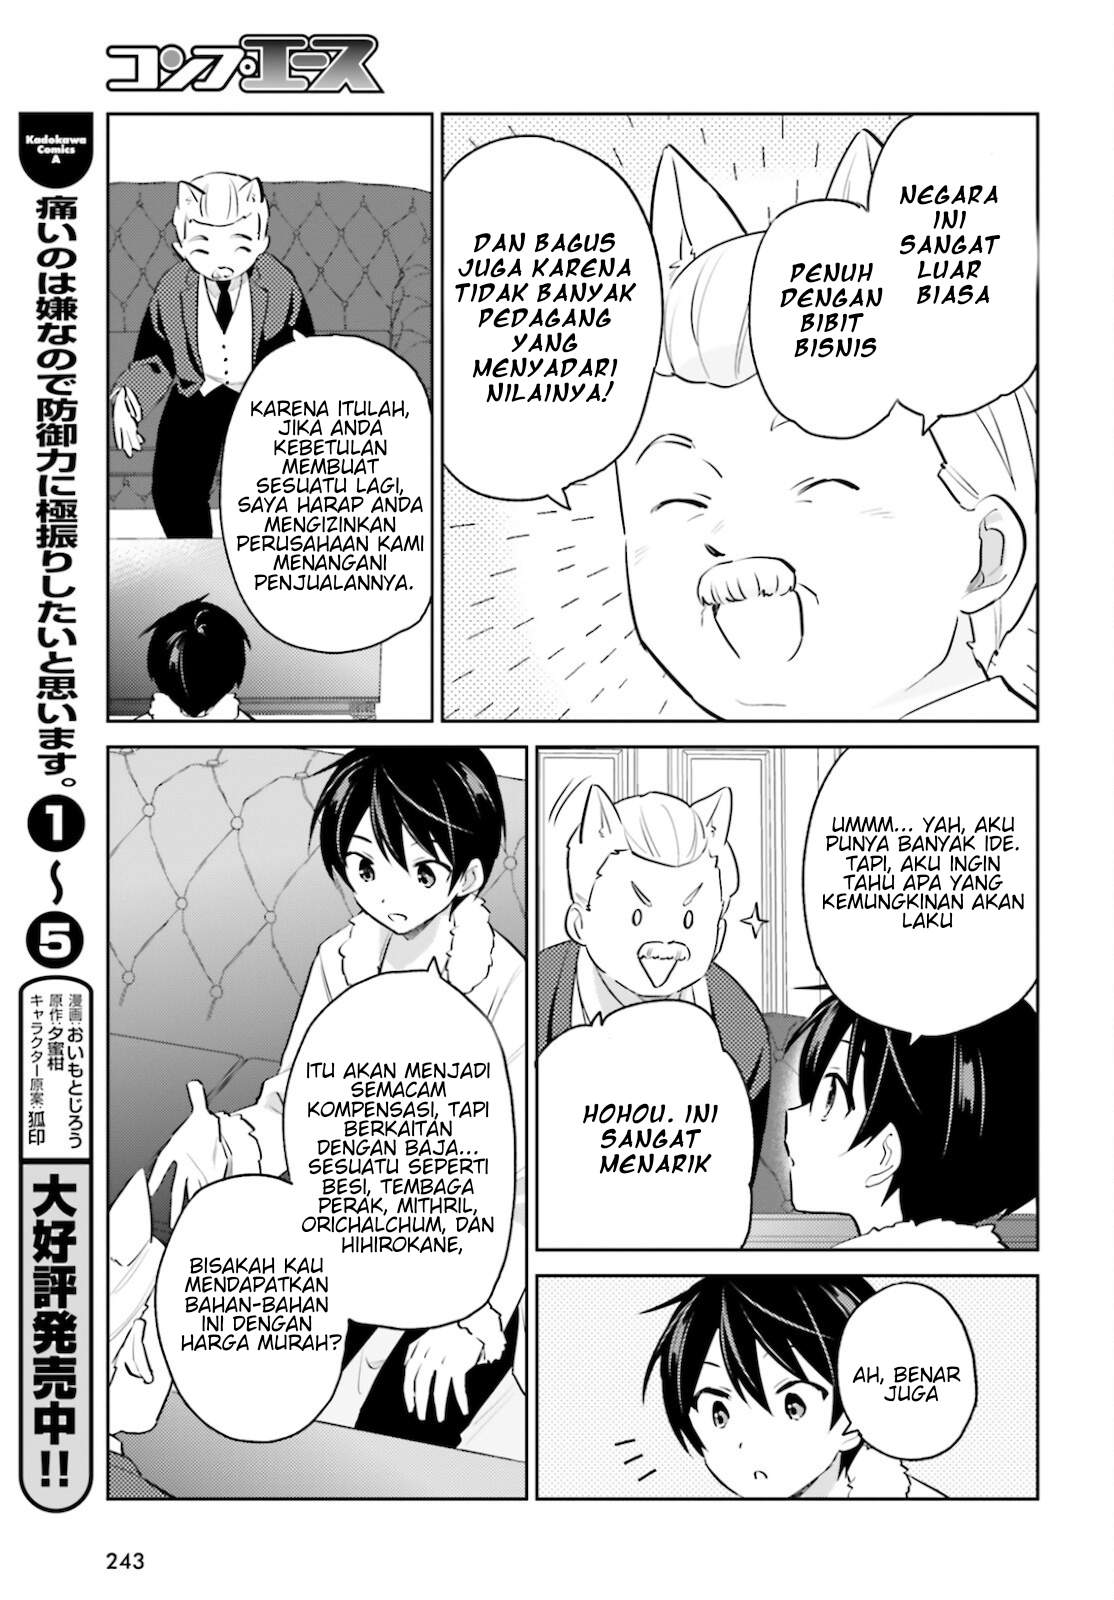 コンプ・エース
Kadokawa
Comics
A
痛いのは嫌なので防御力に極振りしたいと思います。
1〜5
漫画:おいもとじろう
原作:夕蜜柑
キャラクター原案:狐印
大好評発売中!!
NEGARA
INI
SANGAT
LUAR
BIASA
PENUH
DENGAN
BIBIT
BISNIS
DAN BAGUS
JUGA KARENA
TIDAK BANYAK
PEDAGANG
YANG
MENYADARI
NILAINYA!
KARENA ITULAH,
JIKA ANDA
KEBETULAN
MEMBUAT
SESUATU LAGI,
SAYA HARAP ANDA
MENGIZINKAN
PERUSAHAAN KAMI
MENANGANI
PENJUALANNYA.
UMMM... YAH, AKU
PUNYA BANYAK IDE.
TAPI, AKU INGIN
TAHU APA YANG
KEMUNGKINAN AKAN
LAKU
HOHOU. INI
SANGAT
MENARIK
AH, BENAR
JUGA
ITU AKAN MENJADI
SEMACAM
KOMPENSASI, TAPI
BERKAITAN
DENGAN BAJA...
SESUATU SEPERTI
BESI, TEMBAGA
PERAK, MITHRIL,
ORICHALCHUM, DAN
HIHIROKANE,
BISAKAH KAU
MENDAPATKAN
BAHAN-BAHAN
INI DENGAN
HARGA MURAH?
243